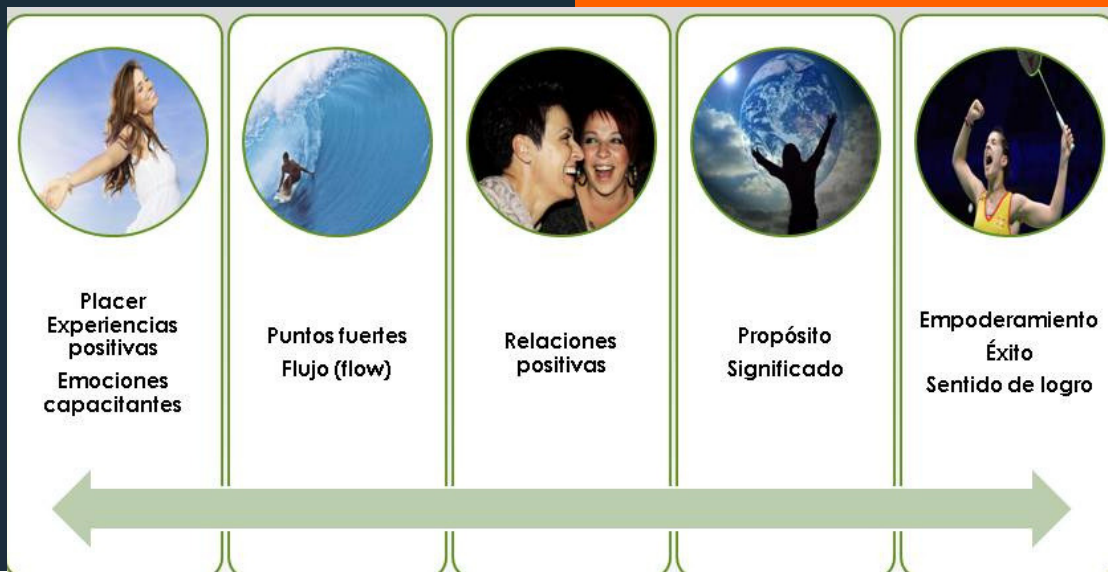 Placer
Experiencias
positivas
Emociones
capacitantes
Puntos fuertes
Flujo (flow)
Relaciones
positivas
Propósito
Significado
Empoderamiento
Éxito
Sentido de logro